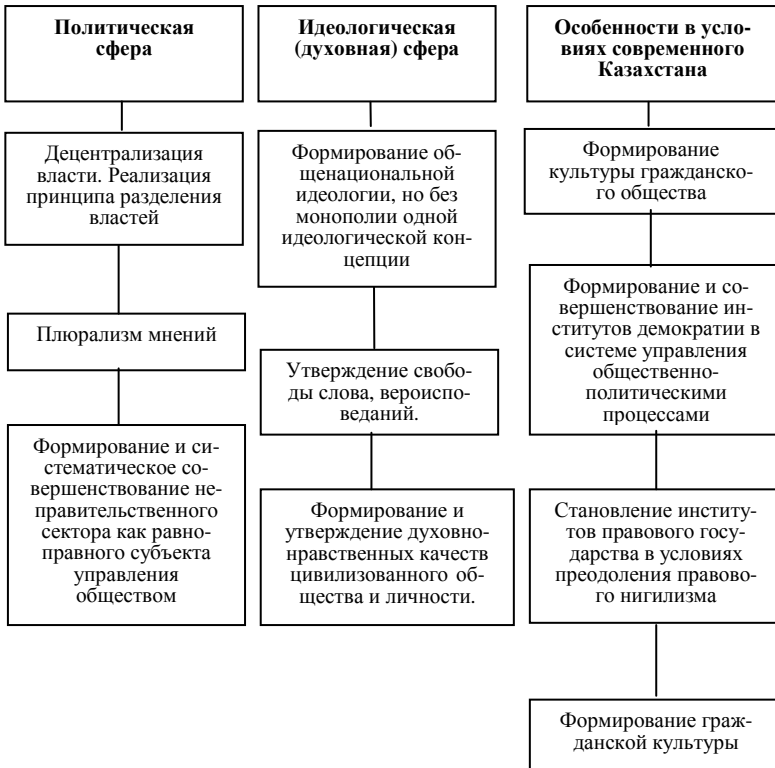 Политическая
сфера
Децентрализация
власти. Реализация
принципа разделения
властей
Плюрализм мнений
Формирование и си-
стематическое со-
вершенствование не-
правительственного
сектора как равно-
правного субъекта
управления
обществом
Идеологическая
(духовная) сфера
Формирование об-
щенациональной
идеологии, но без
монополии одной
идеологической кон-
цепции
Утверждение свобо-
ды слова, вероиспо-
веданий.
Формирование и
утверждение духовно-
нравственных качеств
цивилизованного об-
щества и личности.
Особенности в усло-
виях современного
Казахстана
Формирование
культуры гражданско-
го общества
Формирование и со-
вершенствование ин-
ститутов демократии в
системе управления
общественно-
политическими
процессами
Становление институ-
тов правового госу-
дарства в условиях
преодоления правово-
го нигилизма
Формирование граж-
данской культуры